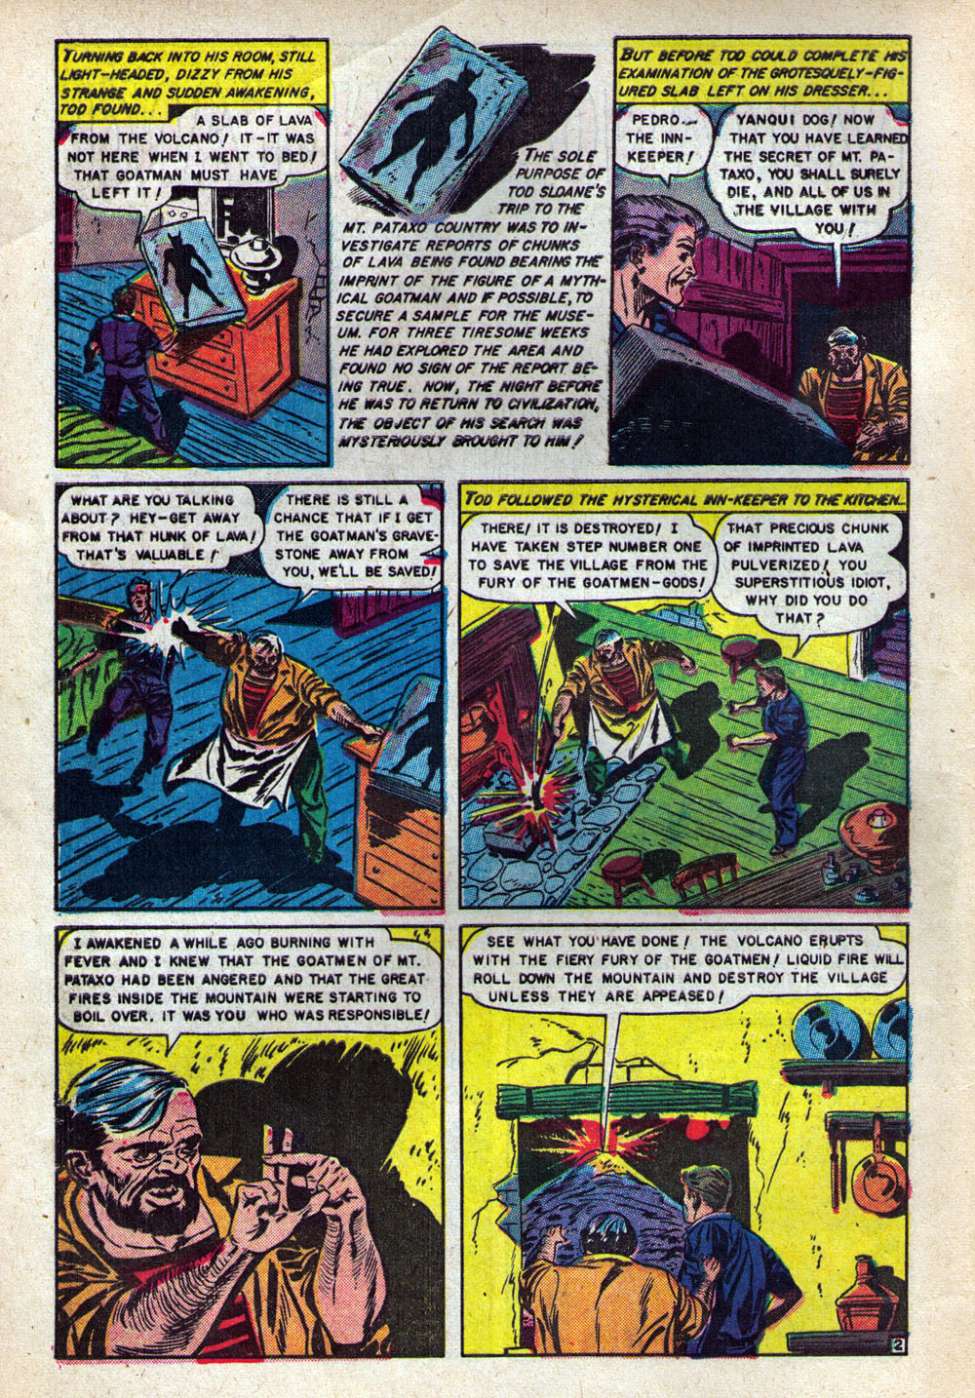 TURNING BACK INTO HIS ROOM, STILL
LIGHT-HEADED, DIZZY FROM HIS
STRANGE AND SUDDEN AWAKENING,
TOD FOUND...
A SLAB OF LAVA
FROM THE VOLCANO! IT-IT WAS
NOT HERE WHEN I WENT TO BED!
THAT GOATMAN MUST HAVE
LEFT IT!
THE SOLE
PURPOSE OF
TOD SLOANE'S
TRIP TO THE
MT. PATAXO COUNTRY WAS TO IN-
VESTIGATE REPORTS OF CHUNKS
OF LAVA BEING FOUND BEARING THE
IMPRINT OF THE FIGURE OF A MYTH-
ICAL GOATMAN AND IF POSSIBLE, TO
SECURE A SAMPLE FOR THE MUSE-
UM. FOR THREE TIRESOME WEEKS
HE HAD EXPLORED THE AREA AND
FOUND NO SIGN OF THE REPORT BE-
ING TRUE. NOW, THE NIGHT BEFORE
HE WAS TO RETURN TO CIVILIZATION,
THE OBJECT OF HIS SEARCH WAS
MYSTERIOUSLY BROUGHT TO HIM!
BUT BEFORE TOD COULD COMPLETE HIS
EXAMINATION OF THE GROTESQUELY-FIG-
URED SLAB LEFT ON HIS DRESSER...
PEDRO...
THE INN-
KEEPER!
YANQUI DOG! NOW
THAT YOU HAVE LEARNED
THE SECRET OF MT. PA-
TAXO, YOU SHALL SURELY
DIE, AND ALL OF US IN
THE VILLAGE WITH
YOU!
WHAT ARE YOU TALKING
ABOUT? HEY-GET AWAY
FROM THAT HUNK OF LAVA!
THAT'S VALUABLE!
THERE IS STILL A
CHANCE THAT IF I GET
THE GOATMAN'S GRAVE-
STONE AWAY FROM
YOU, WE'LL BE SAVED!
TOD FOLLOWED THE HYSTERICAL INN-KEEPER TO THE KITCHEN...
THERE! IT IS DESTROYED! I
HAVE TAKEN STEP NUMBER ONE
TO SAVE THE VILLAGE FROM THE
FURY OF THE GOATMEN-GODS!
THAT PRECIOUS CHUNK
OF IMPRINTED LAVA
PULVERIZED! YOU
SUPERSTITIOUS IDIOT,
WHY DID YOU DO
THAT?
I AWAKENED A WHILE AGO BURNING WITH
FEVER AND I KNEW THAT THE GOATMEN OF MT.
PATAXO HAD BEEN ANGERED AND THAT THE GREAT
FIRES INSIDE THE MOUNTAIN WERE STARTING TO
BOIL OVER. IT WAS YOU WHO WAS RESPONSIBLE!
SEE WHAT YOU HAVE DONE! THE VOLCANO ERUPTS
WITH THE FIERY FURY OF THE GOATMEN! LIQUID FIRE WILL
ROLL DOWN THE MOUNTAIN AND DESTROY THE VILLAGE
UNLESS THEY ARE APPEASED!
2